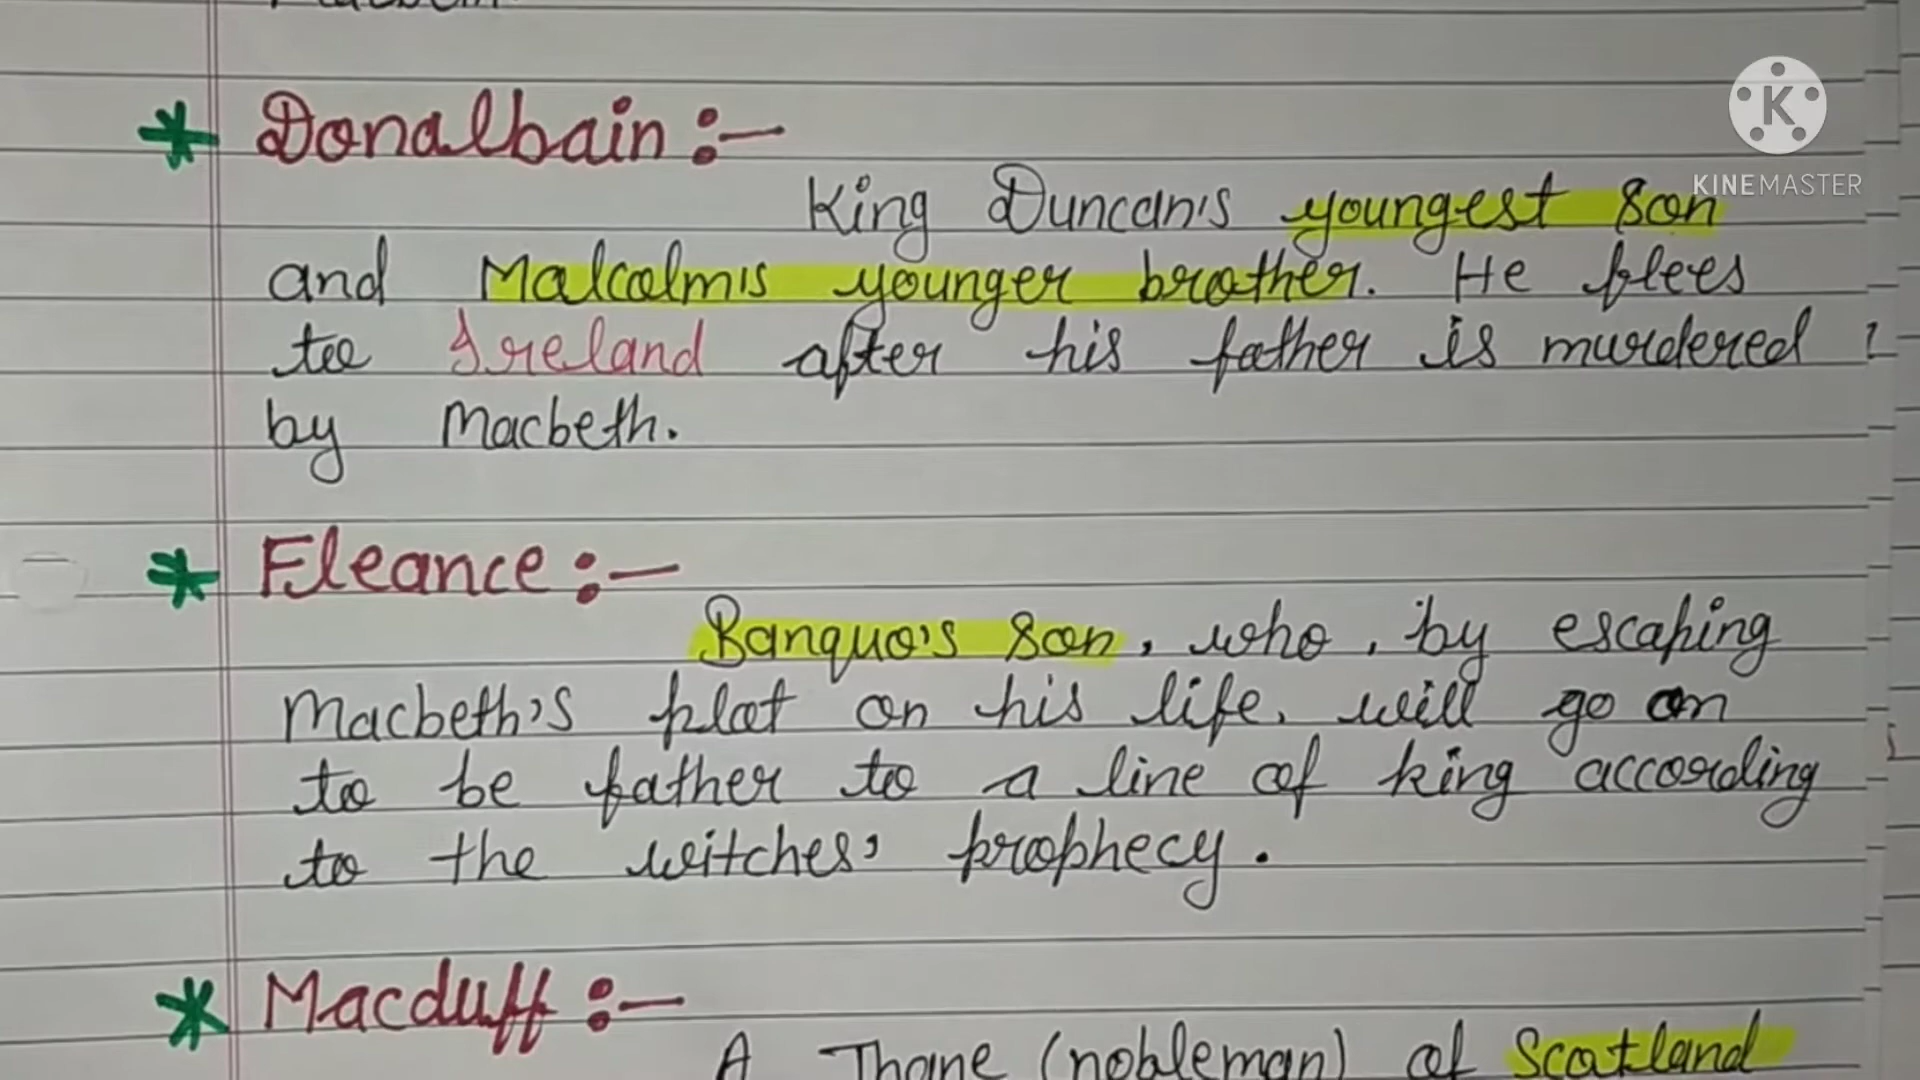 * Donalbain :-
King Duncan's youngest son
and Malcolm's younger brother. He flees
to Ireland after his father is murdered
by Macbeth.
* Fleance :-
Banquo's son, who, by escaping
Macbeth's plot on his life, will go on
to be father to a line of king according
to the witches' prophecy.
* Macduff :-
A Thane (nobleman) of Scotland
K
KINEMASTER